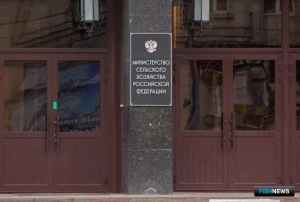 МИНИСТЕРСТВО
СЕЛЬСКОГО
ХОЗЯЙСТВА
РОССИЙСКОЙ
ФЕДЕРАЦИИ
FISHNEWS